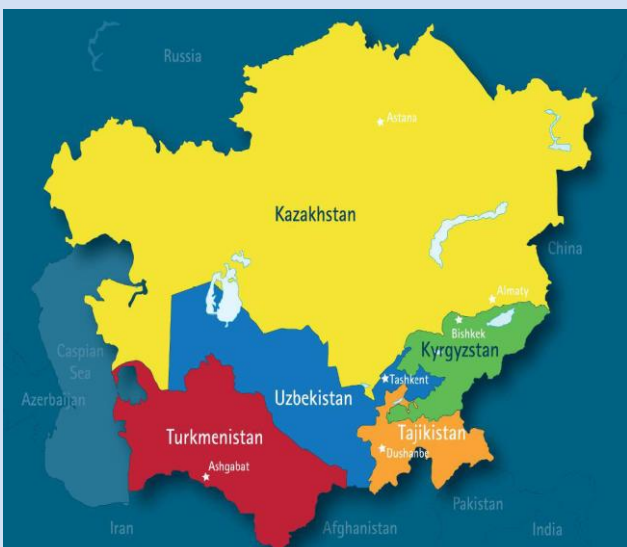 Russia
Astana
Kazakhstan
China
Almaty
Bishkek
Kyrgyzstan
Caspian
Sea
Tashkent
Azerbaijan
Uzbekistan
Turkmenistan
Tajikistan
Dushanbe
Ashgabat
Pakistan
Iran
Afghanistan
India